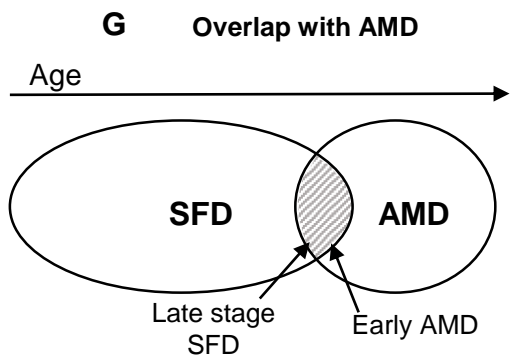 G Overlap with AMD
Age
SFD AMD
Late stage
SFD
Early AMD